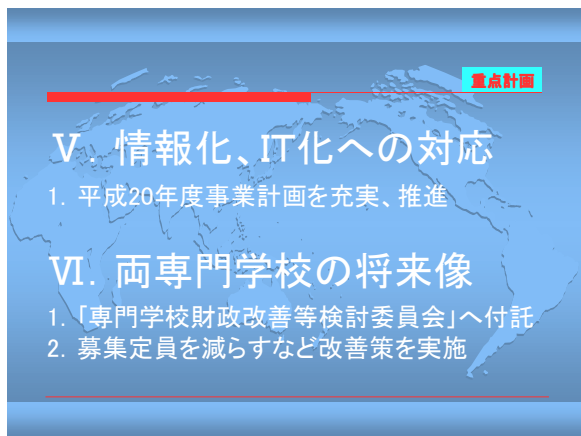 重点計画
Ⅴ. 情報化、IT化への対応
1. 平成20年度事業計画を充実、推進
Ⅵ. 両専門学校の将来像
1. 「専門学校財政改善等検討委員会」へ付託
2. 募集定員を減らすなど改善策を実施